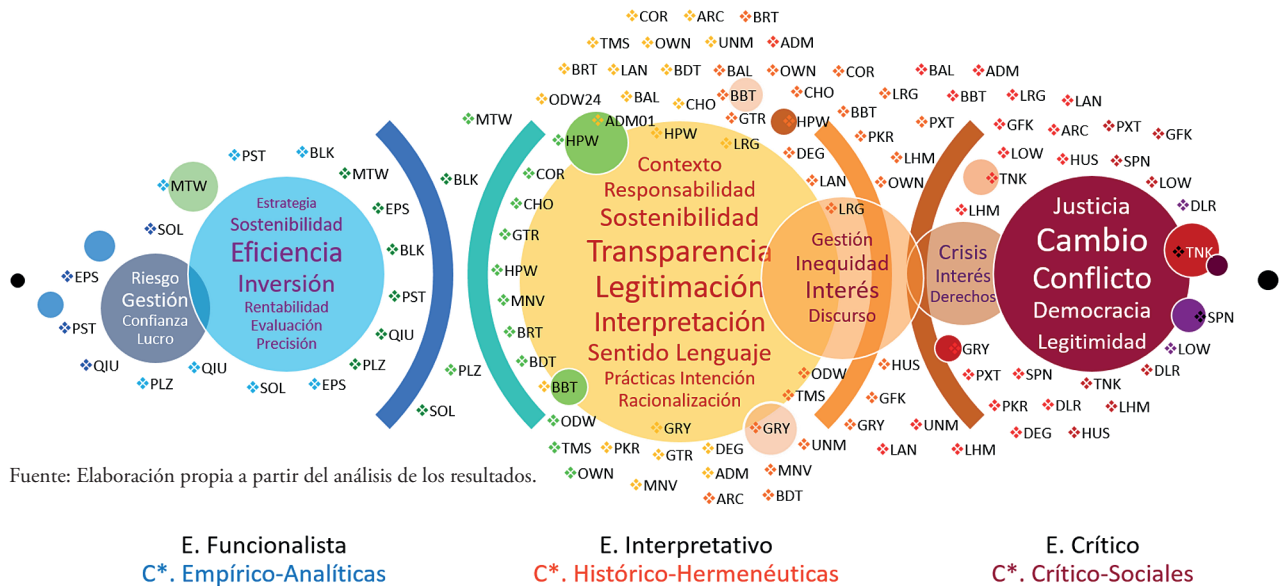 ❖COR ❖ARC ❖BRT
❖TMS ❖OWN ❖UNM ❖ADM
❖BRT ❖LAN ❖BDT ❖BAL ❖OWN ❖COR ❖BAL ❖ADM
❖ODW24 ❖BAL ❖CHO ❖BBT ❖CHO ❖LRG ❖BBT ❖LRG ❖LAN
❖MTW ❖ADM01 ❖GTR ❖HPW ❖BBT ❖PXT ❖GFK ❖ARC ❖PXT ❖GFK
❖HPW ❖HPW ❖LRG ❖PKR
❖PST ❖BLK ❖DEG ❖LHM ❖LOW ❖HUS ❖SPN
❖MTW ❖MTW ❖BLK ❖COR ❖LAN ❖OWN ❖TNK ❖LOW
❖EPS ❖CHO ❖LRG ❖LHM ❖DLR
❖SOL ❖GTR
❖BLK ❖TNK
❖EPS ❖HPW
❖PST ❖MNV
❖PST ❖QIU ❖BRT ❖SPN
❖QIU ❖QIU ❖PLZ ❖PLZ ❖BDT ❖HUS ❖GRY ❖LOW
❖PLZ ❖SOL ❖EPS ❖BBT ❖ODW ❖PXT ❖SPN ❖TNK ❖DLR
❖SOL ❖TMS ❖GFK ❖PKR ❖DLR ❖LHM
❖ODW ❖GRY ❖GRY ❖GRY ❖UNM ❖DEG ❖HUS
❖TMS ❖PKR ❖GTR ❖DEG ❖UNM ❖LAN ❖LHM
❖OWN ❖MNV ❖ADM ❖MNV
❖ARC ❖BDT
Riesgo
Gestión
Confianza
Lucro
Estrategia
Sostenibilidad
Eficiencia
Inversión
Rentabilidad
Evaluación
Precisión
Contexto
Responsabilidad
Sostenibilidad
Transparencia
Legitimación
Interpretación
Sentido Lenguaje
Prácticas Intención
Racionalización
Gestión
Inequidad
Interés
Discurso
Crisis
Interés
Derechos
Justicia
Cambio
Conflicto
Democracia
Legitimidad
Fuente: Elaboración propia a partir del análisis de los resultados.
E. Funcionalista
C*. Empírico-Analíticas
E. Interpretativo
C*. Histórico-Hermenéuticas
E. Crítico
C*. Crítico-Sociales